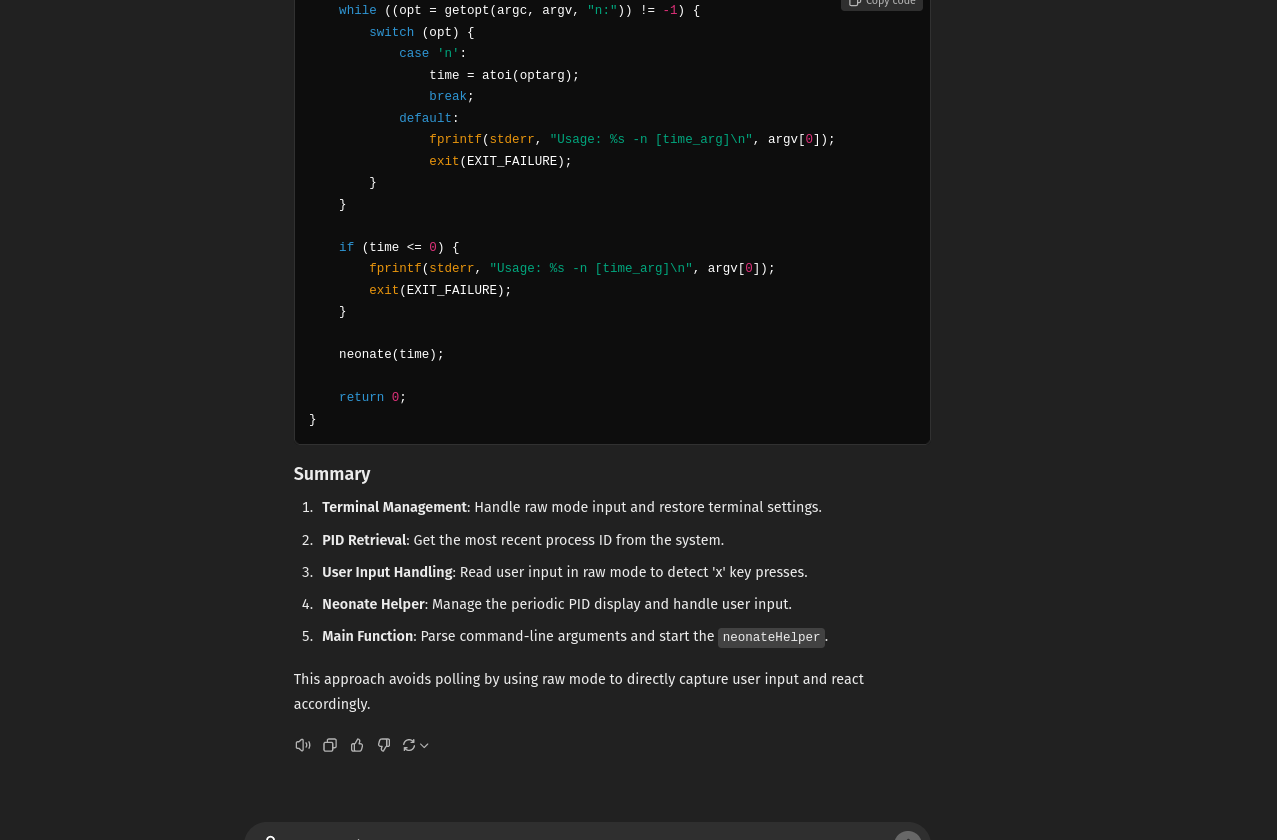 while ((opt = getopt(argc, argv, "n:")) != -1) {
Copy code
switch (opt) {
case 'n':
time = atoi(optarg);
break;
default:
fprintf(stderr, "Usage: %s -n [time_arg]\n", argv[0]);
exit(EXIT_FAILURE);
}
}
if (time <= 0) {
fprintf(stderr, "Usage: %s -n [time_arg]\n", argv[0]);
exit(EXIT_FAILURE);
}
neonate(time);
return 0;
}
Summary
1. Terminal Management: Handle raw mode input and restore terminal settings.
2. PID Retrieval: Get the most recent process ID from the system.
3. User Input Handling: Read user input in raw mode to detect 'x' key presses.
4. Neonate Helper: Manage the periodic PID display and handle user input.
5. Main Function: Parse command-line arguments and start the neonateHelper.
This approach avoids polling by using raw mode to directly capture user input and react
accordingly.